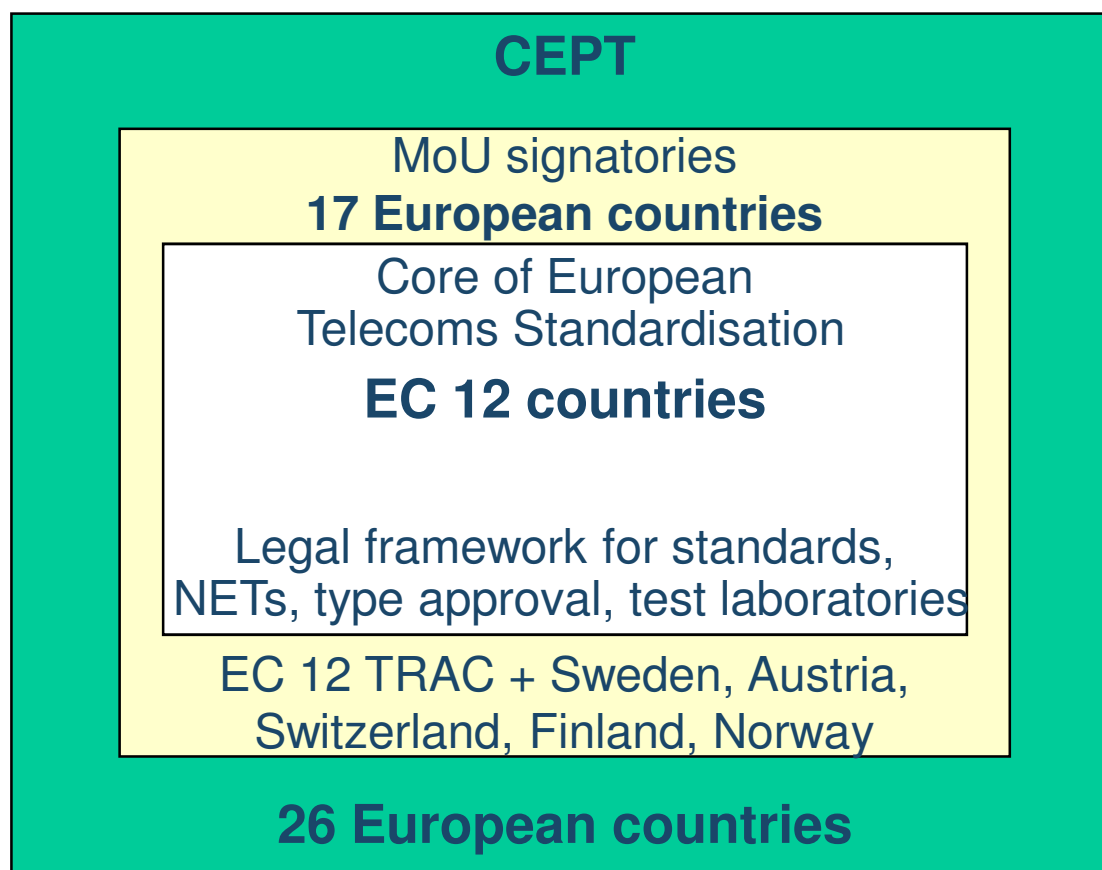 CEPT
MoU signatories
17 European countries
Core of European
Telecoms Standardisation
EC 12 countries
Legal framework for standards,
NETs, type approval, test laboratories
EC 12 TRAC + Sweden, Austria,
Switzerland, Finland, Norway
26 European countries